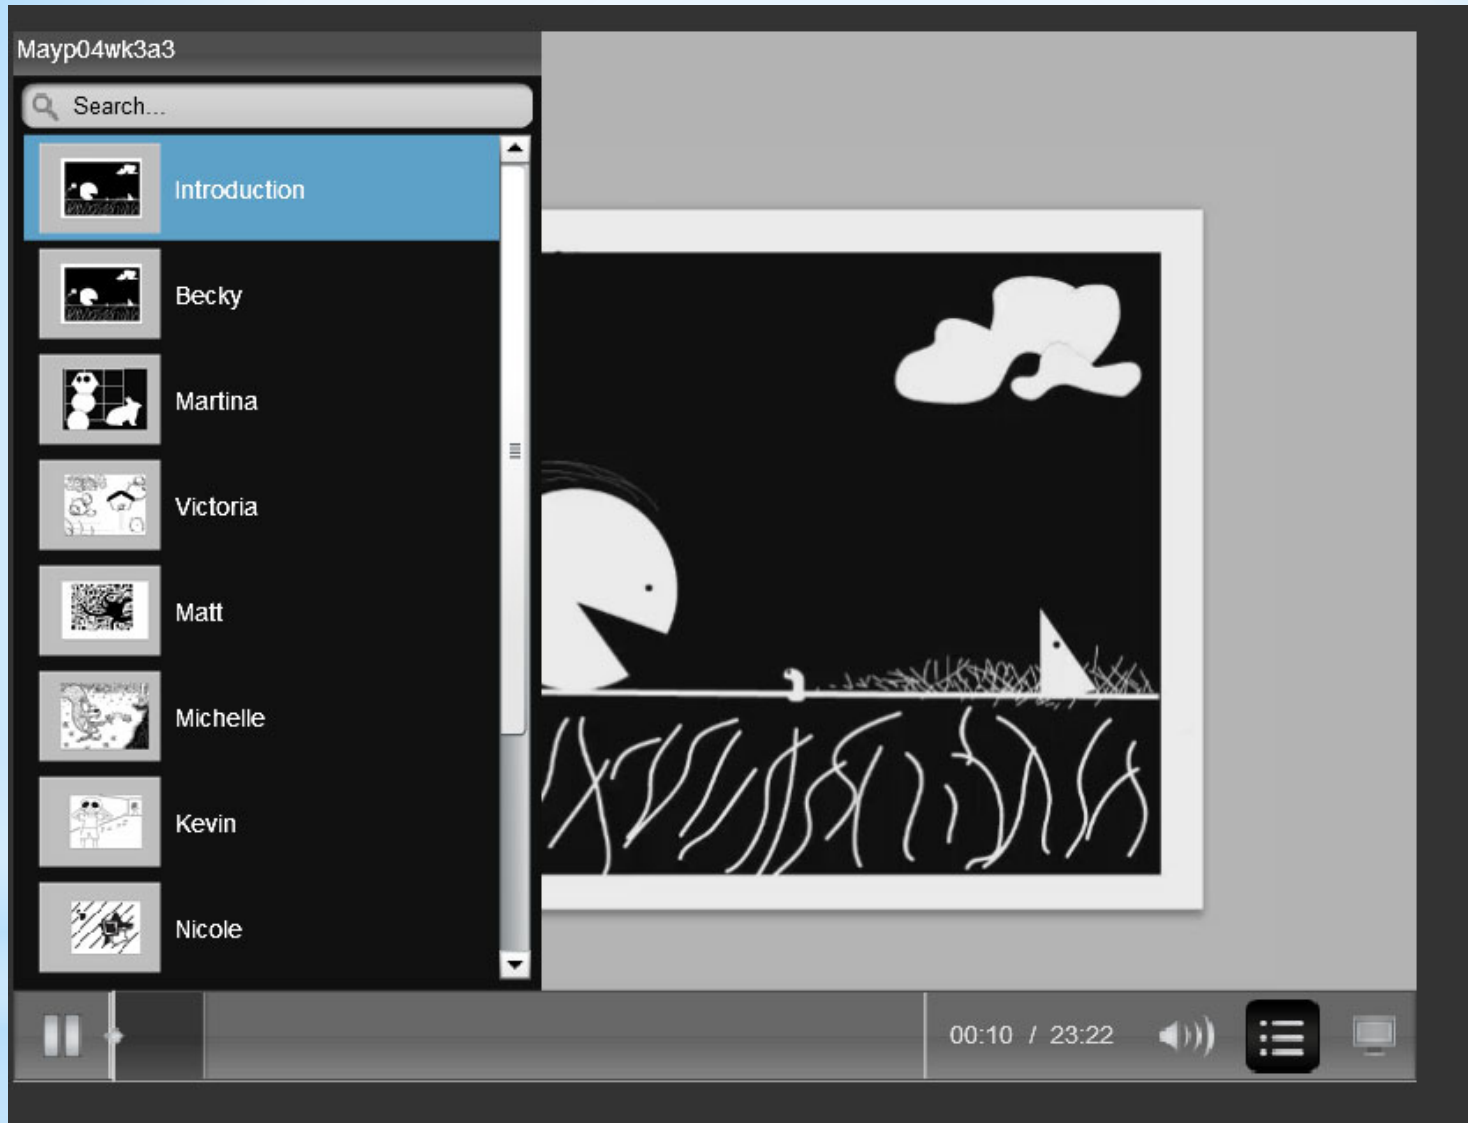 Mayp04wk3a3
Search...
Introduction
Becky
Martina
Victoria
Matt
Michelle
Kevin
Nicole
00:10 / 23:22